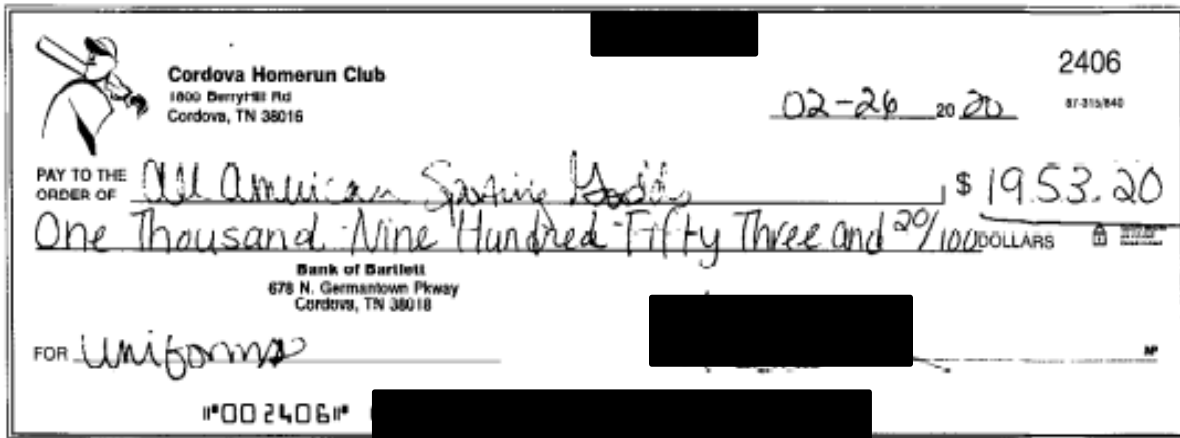 2406
Cordova Homerun Club
1800 Berryhill Rd
Cordova, TN 38016
02-26 20 20
87-315/840
PAY TO THE
ORDER OF All American Sporting Goods $ 1953.20
One Thousand Nine Hundred Fifty Three and 20/100 DOLLARS
Bank of Bartlett
678 N. Germantown Pkway
Cordova, TN 38018
FOR Uniforms
MP
⑈002406⑈